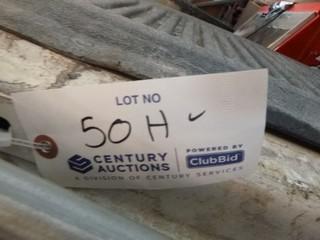 LOT NO
50 H ✓
CENTURY AUCTIONS
POWERED BY
ClubBid
A DIVISION OF CENTURY SERVICES